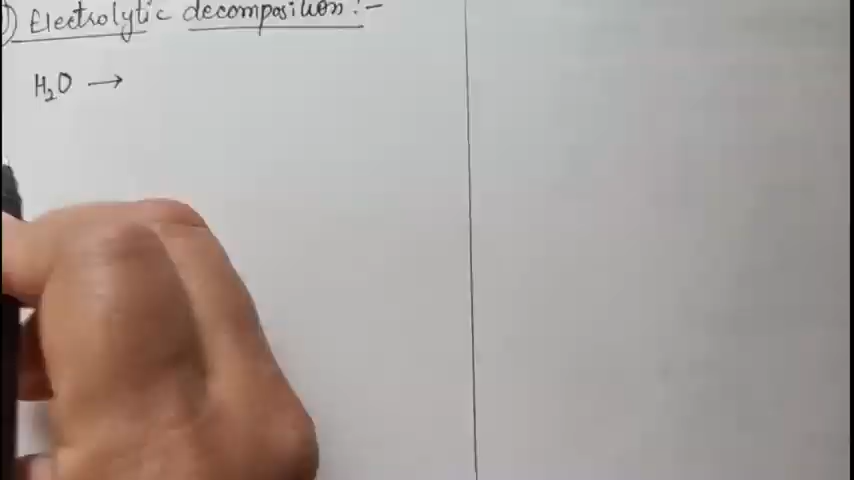 ) Electrolytic decomposition :-
H₂O →